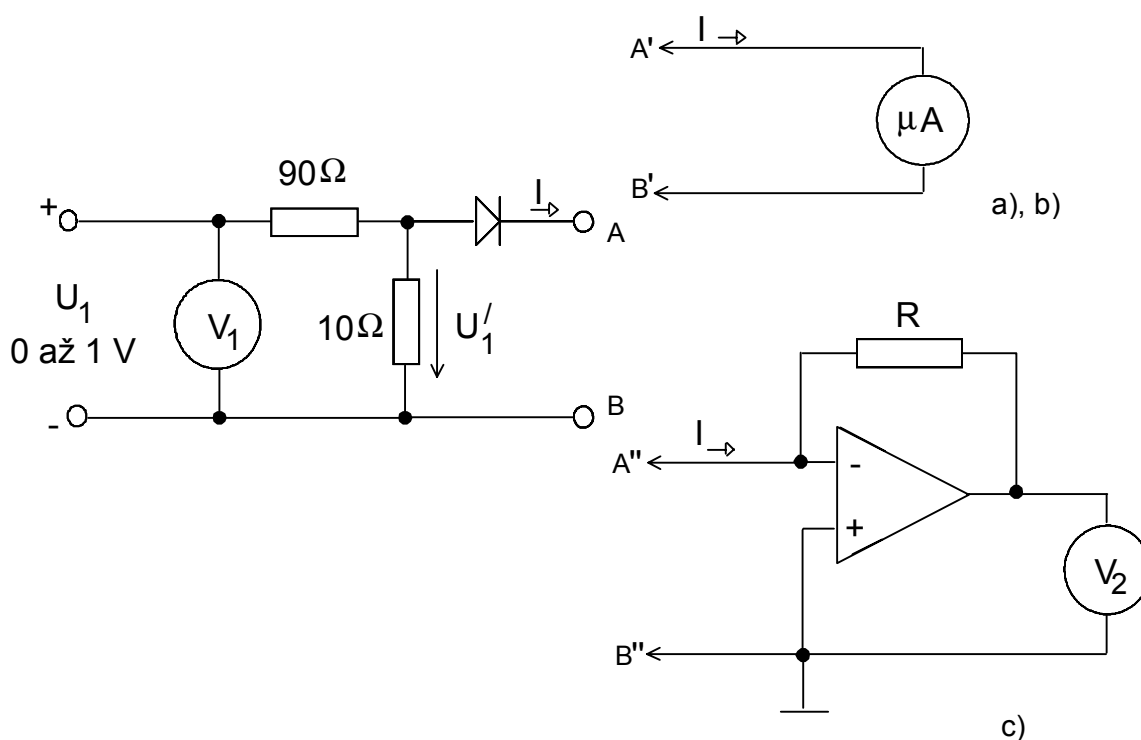 I
A'
μA
B'
a), b)
90Ω
I
+
A
U1
0 až 1 V
V1
10Ω
U1/
B
-
R
I
A''
-
+
V2
B''
c)